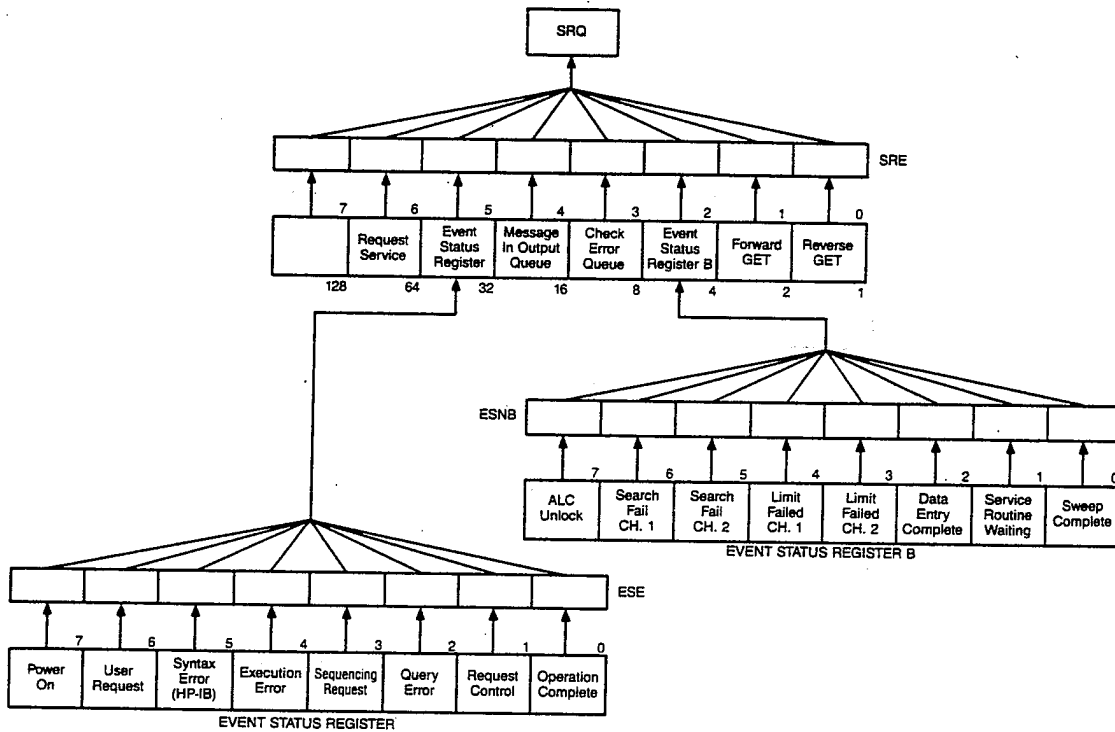 SRQ
SRE
7 6 5 4 3 2 1 0
Request
Service
Event
Status
Register
Message
In Output
Queue
Check
Error
Queue
Event
Status
Register B
Forward
GET
Reverse
GET
128 64 32 16 8 4 2 1
ESNB
7 6 5 4 3 2 1 0
ALC
Unlock
Search
Fail
CH. 1
Search
Fail
CH. 2
Limit
Failed
CH. 1
Limit
Failed
CH. 2
Data
Entry
Complete
Service
Routine
Waiting
Sweep
Complete
EVENT STATUS REGISTER B
ESE
7 6 5 4 3 2 1 0
Power
On
User
Request
Syntax
Error
(HP-IB)
Execution
Error
Sequencing
Request
Query
Error
Request
Control
Operation
Complete
EVENT STATUS REGISTER